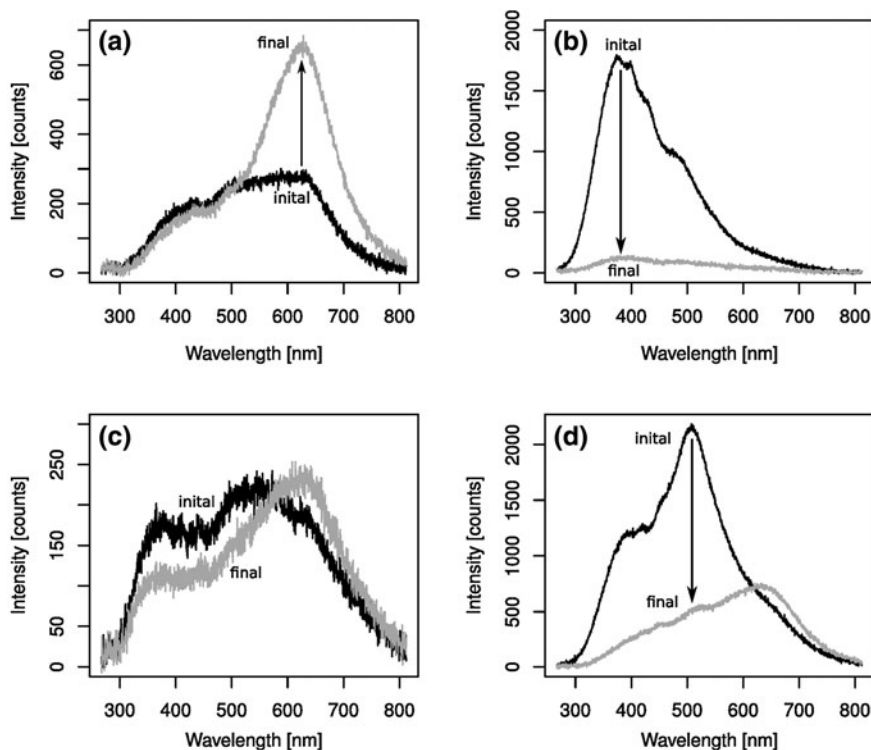 (a)
final
inital
Intensity [counts]
0
200
400
600
300 400 500 600 700 800
Wavelength [nm]
(b)
inital
final
Intensity [counts]
0
500
1000
1500
2000
300 400 500 600 700 800
Wavelength [nm]
(c)
inital
final
Intensity [counts]
0
50
150
250
300 400 500 600 700 800
Wavelength [nm]
(d)
inital
final
Intensity [counts]
0
500
1000
1500
2000
300 400 500 600 700 800
Wavelength [nm]